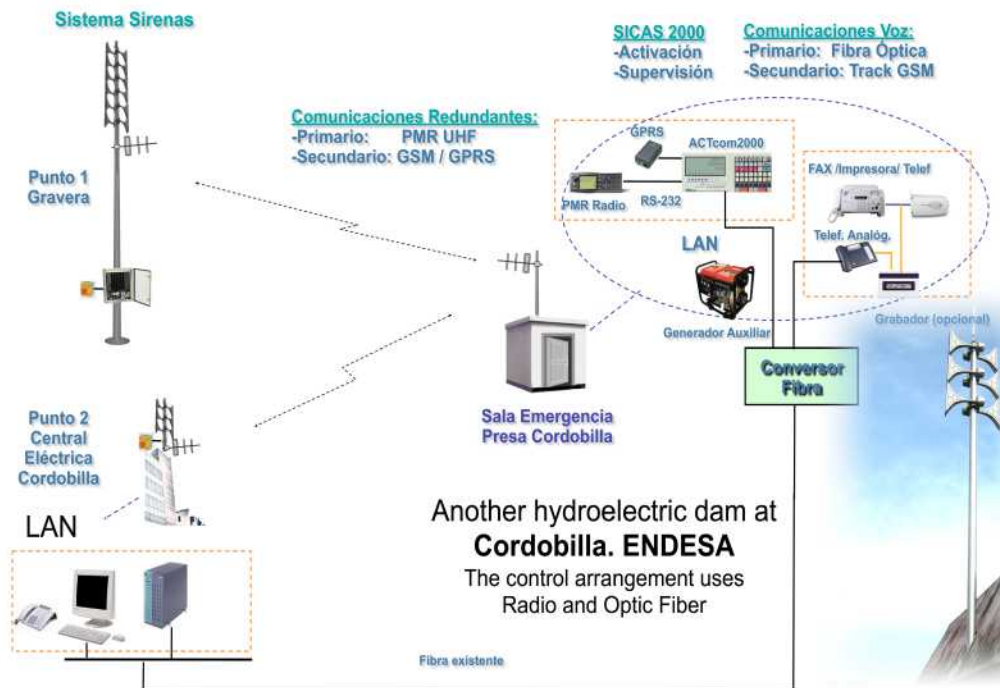 Sistema Sirenas
SICAS 2000
-Activación
-Supervisión
Comunicaciones Voz:
-Primario: Fibra Óptica
-Secundario: Track GSM
Comunicaciones Redundantes:
-Primario: PMR UHF
-Secundario: GSM / GPRS
GPRS
ACTcom2000
PMR Radio
RS-232
FAX /Impresora/ Telef
Telef. Analóg.
Punto 1
Gravera
LAN
Generador Auxiliar
Grabador (opcional)
Conversor
Fibra
Sala Emergencia
Presa Cordobilla
Punto 2
Central
Eléctrica
Cordobilla
LAN
Another hydroelectric dam at
Cordobilla. ENDESA
The control arrangement uses
Radio and Optic Fiber
Fibra existente